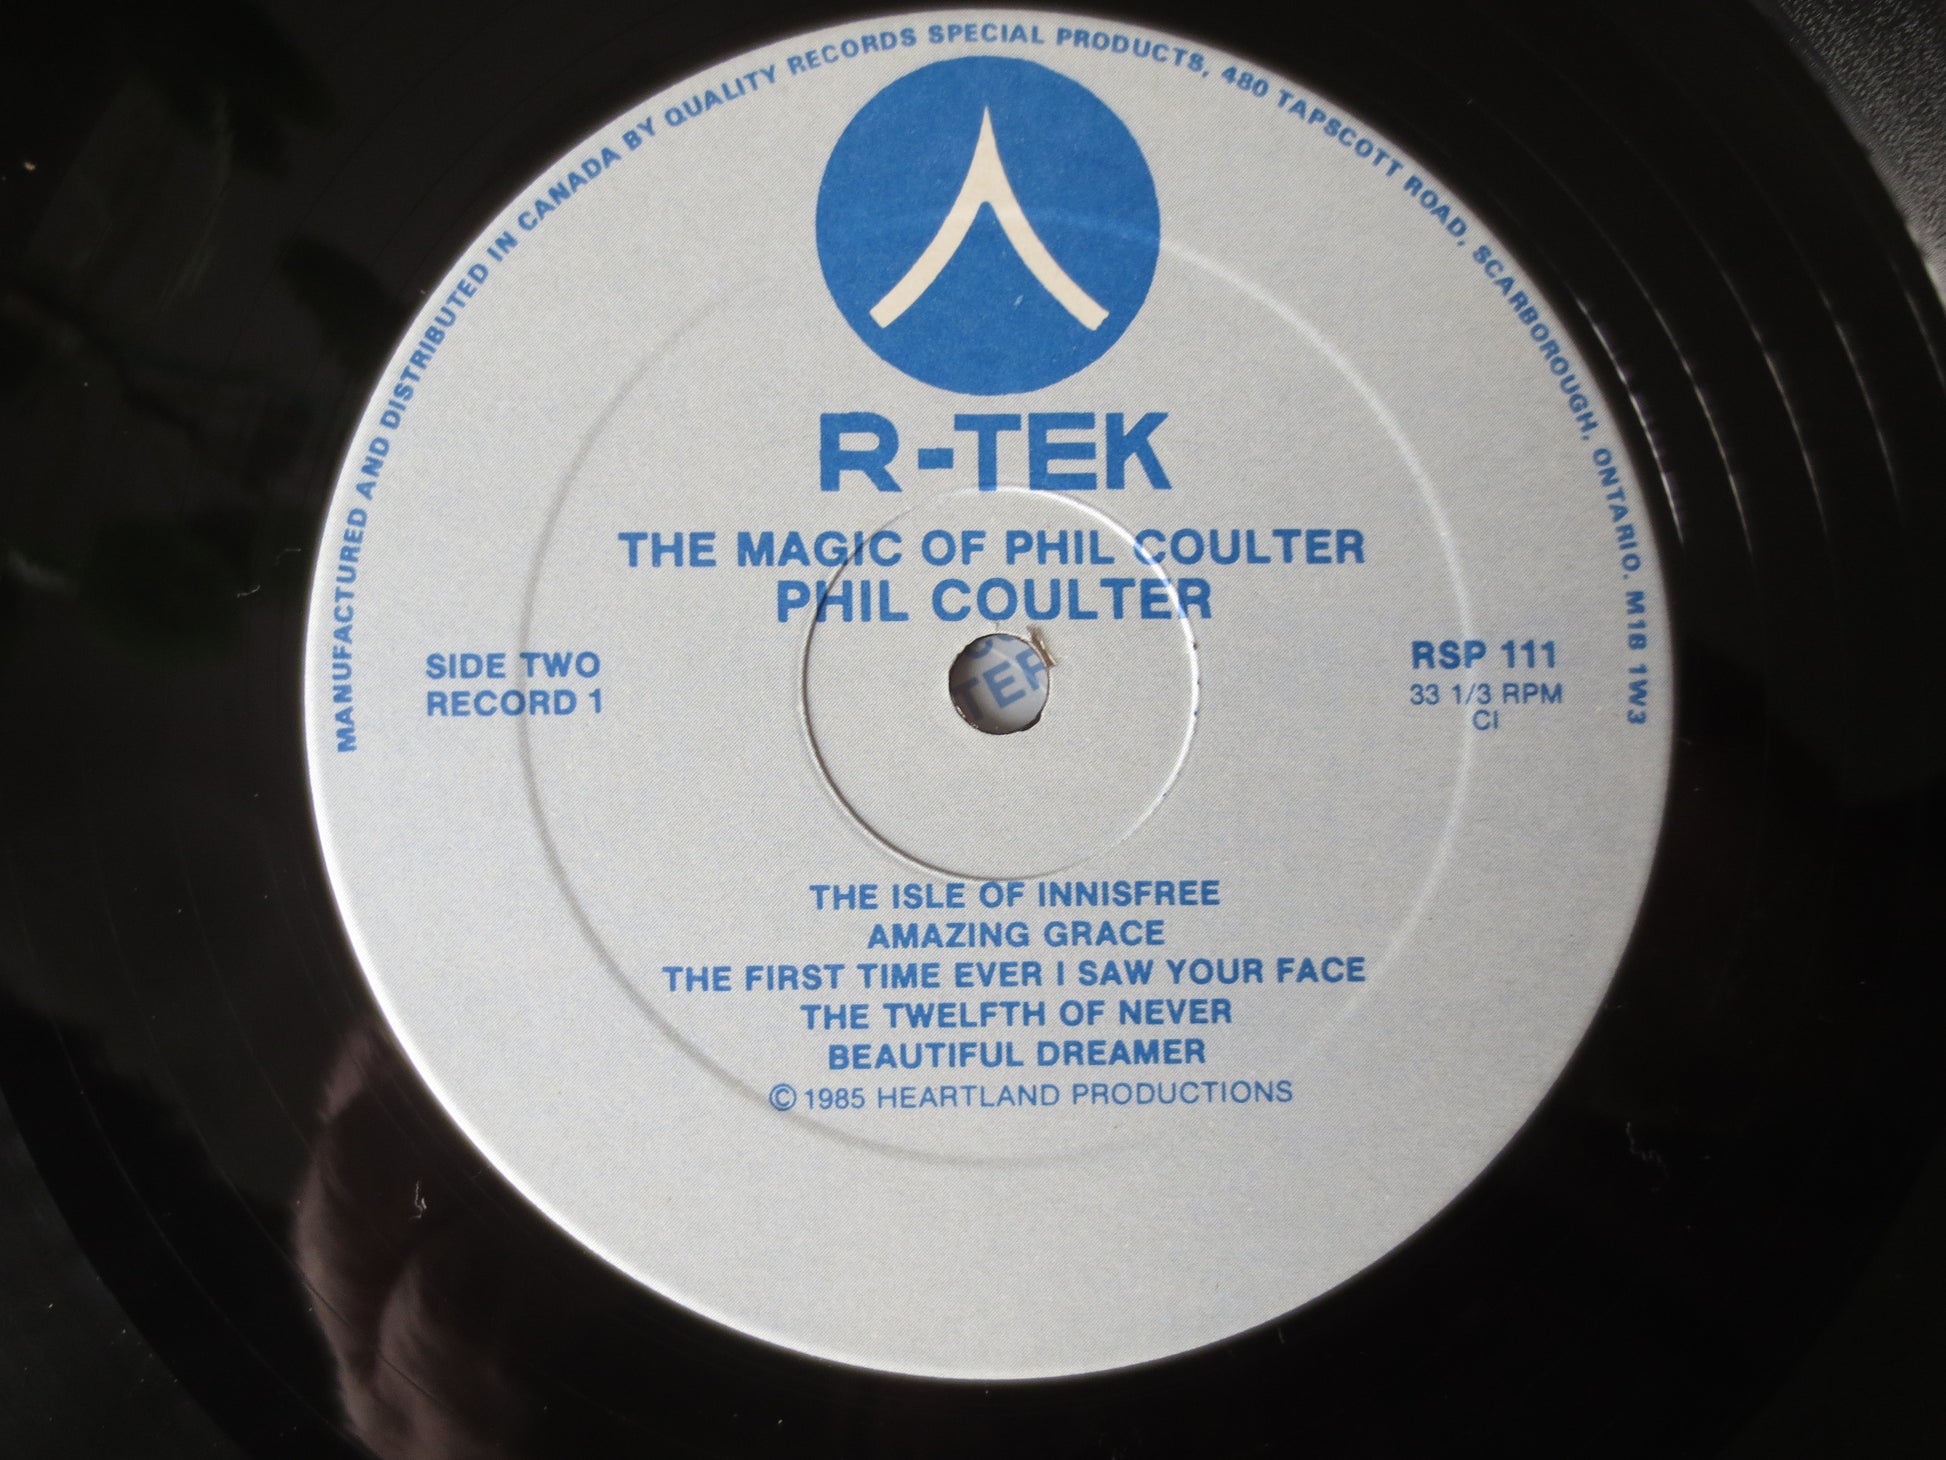 MANUFACTURED AND DISTRIBUTED IN CANADA BY QUALITY RECORDS SPECIAL PRODUCTS, 480 TAPSCOTT ROAD, SCARBOROUGH, ONTARIO. M1B 1W3
R-TEK
THE MAGIC OF PHIL COULTER
PHIL COULTER
SIDE TWO
RECORD 1
RSP 111
33 1/3 RPM
CI
THE ISLE OF INNISFREE
AMAZING GRACE
THE FIRST TIME EVER I SAW YOUR FACE
THE TWELFTH OF NEVER
BEAUTIFUL DREAMER
© 1985 HEARTLAND PRODUCTIONS